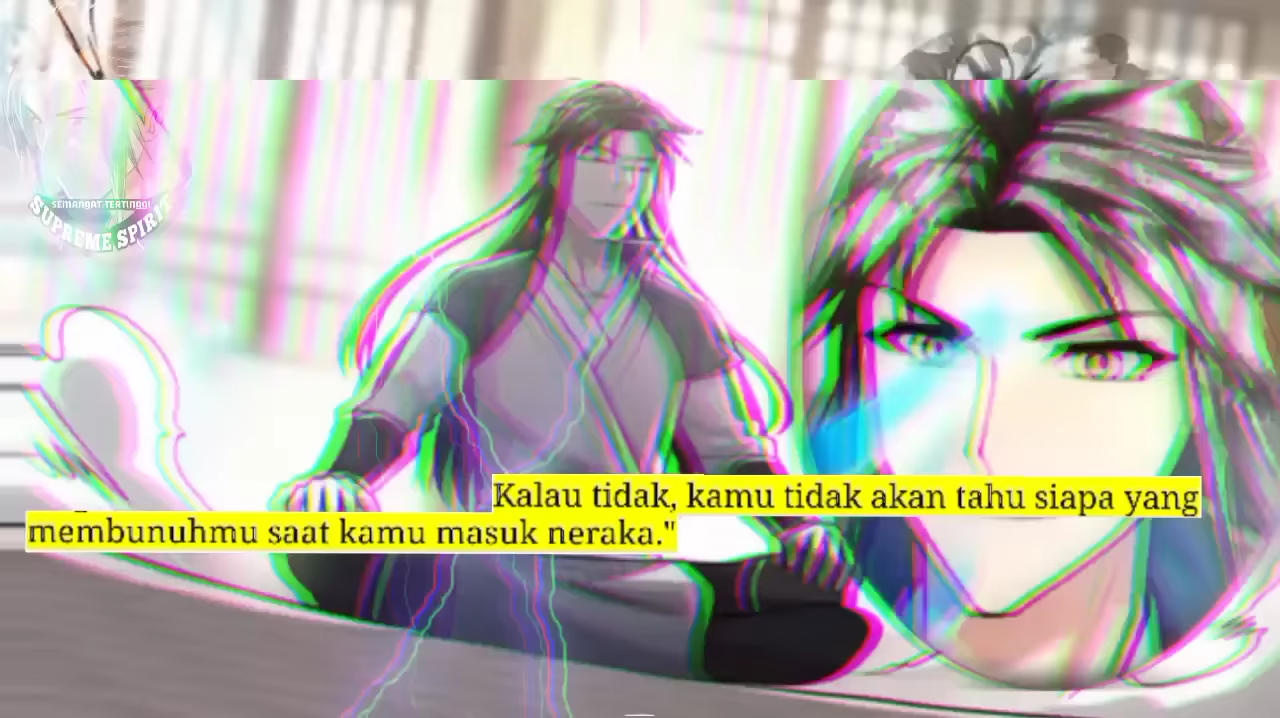 SEMANGAT TERTINGGI
SUPREME SPIRIT
Kalau tidak, kamu tidak akan tahu siapa yang
membunuhmu saat kamu masuk neraka."